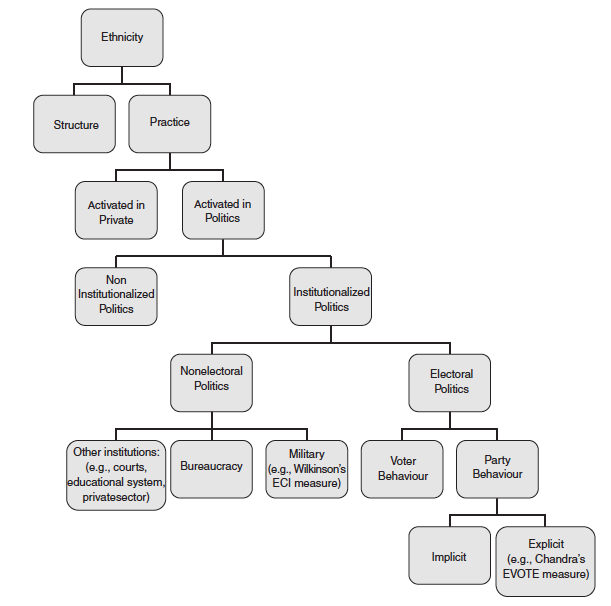 Ethnicity
Structure
Practice
Activated in
Private
Activated in
Politics
Non
Institutionalized
Politics
Institutionalized
Politics
Nonelectoral
Politics
Electoral
Politics
Other institutions:
(e.g., courts,
educational system,
privatesector)
Bureaucracy
Military
(e.g., Wilkinson's
ECI measure)
Voter
Behaviour
Party
Behaviour
Implicit
Explicit
(e.g., Chandra's
EVOTE measure)